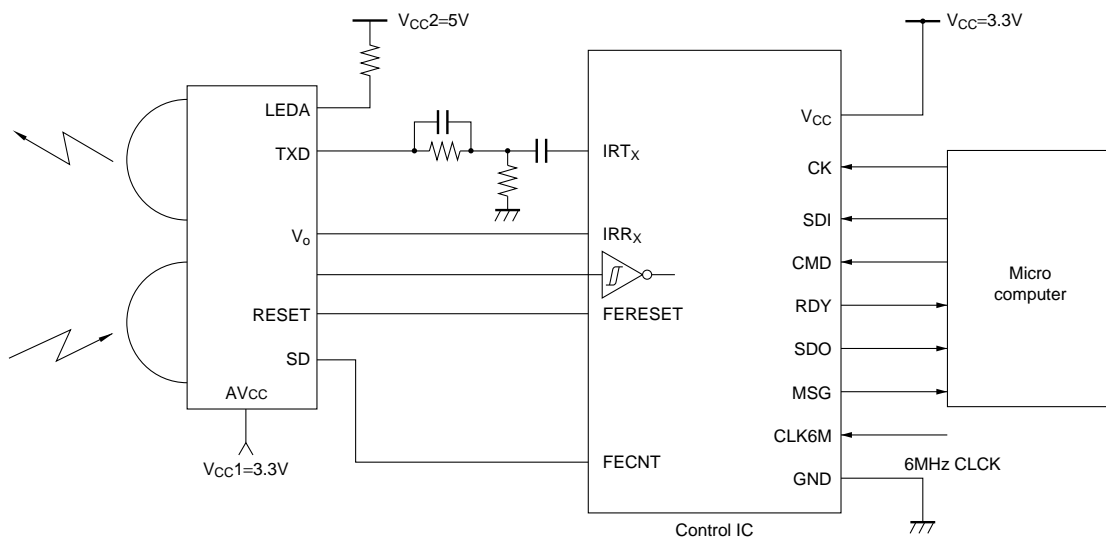 VCC2=5V
VCC=3.3V
LEDA
TXD
Vo
RESET
SD
AVCC
VCC1=3.3V
IRTX
IRRX
FERESET
FECNT
VCC
CK
SDI
CMD
RDY
SDO
MSG
CLK6M
GND
Micro
computer
6MHz CLCK
Control IC